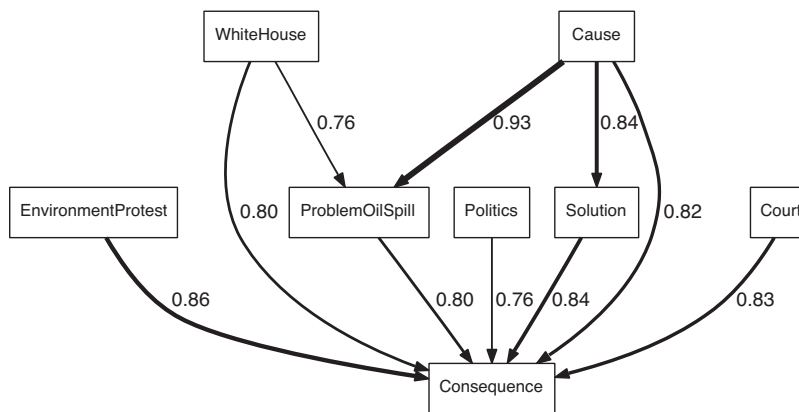 WhiteHouse
Cause
0.76
0.93
0.84
EnvironmentProtest
0.80
ProblemOilSpill
Politics
Solution
0.82
Court
0.86
0.80
0.76
0.84
0.83
Consequence